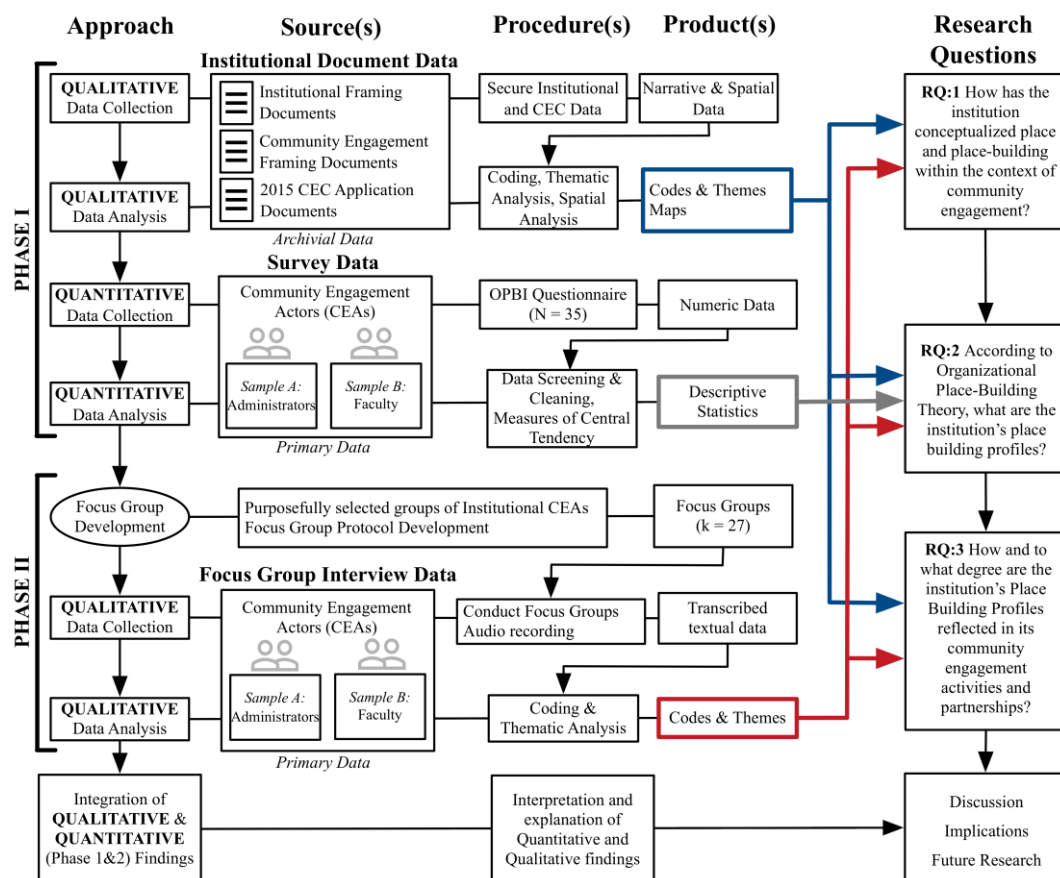 Approach
Source(s)
Procedure(s)
Product(s)
Research
Questions
PHASE I
Institutional Document Data
QUALITATIVE
Data Collection
Institutional Framing
Documents
Community Engagement
Framing Documents
2015 CEC Application
Documents
Archivial Data
Secure Institutional
and CEC Data
Narrative & Spatial
Data
QUALITATIVE
Data Analysis
Coding, Thematic
Analysis, Spatial
Analysis
Codes & Themes
Maps
RQ:1 How has the
institution
conceptualized place
and place-building
within the context of
community
engagement?
Survey Data
QUANTITATIVE
Data Collection
Community Engagement
Actors (CEAs)
Sample A:
Administrators
Sample B:
Faculty
Primary Data
OPBI Questionnaire
(N = 35)
Numeric Data
QUANTITATIVE
Data Analysis
Data Screening &
Cleaning,
Measures of Central
Tendency
Descriptive
Statistics
RQ:2 According to
Organizational
Place-Building
Theory, what are the
institution's place
building profiles?
PHASE II
Focus Group
Development
Purposefully selected groups of Institutional CEAs
Focus Group Protocol Development
Focus Groups
(k = 27)
Focus Group Interview Data
QUALITATIVE
Data Collection
Community Engagement
Actors (CEAs)
Sample A:
Administrators
Sample B:
Faculty
Primary Data
Conduct Focus Groups
Audio recording
Transcribed
textual data
QUALITATIVE
Data Analysis
Coding &
Thematic Analysis
Codes & Themes
RQ:3 How and to
what degree are the
institution's Place
Building Profiles
reflected in its
community
engagement
activities and
partnerships?
Integration of
QUALITATIVE &
QUANTITATIVE
(Phase 1&2) Findings
Interpretation and
explanation of
Quantitative and
Qualitative findings
Discussion
Implications
Future Research